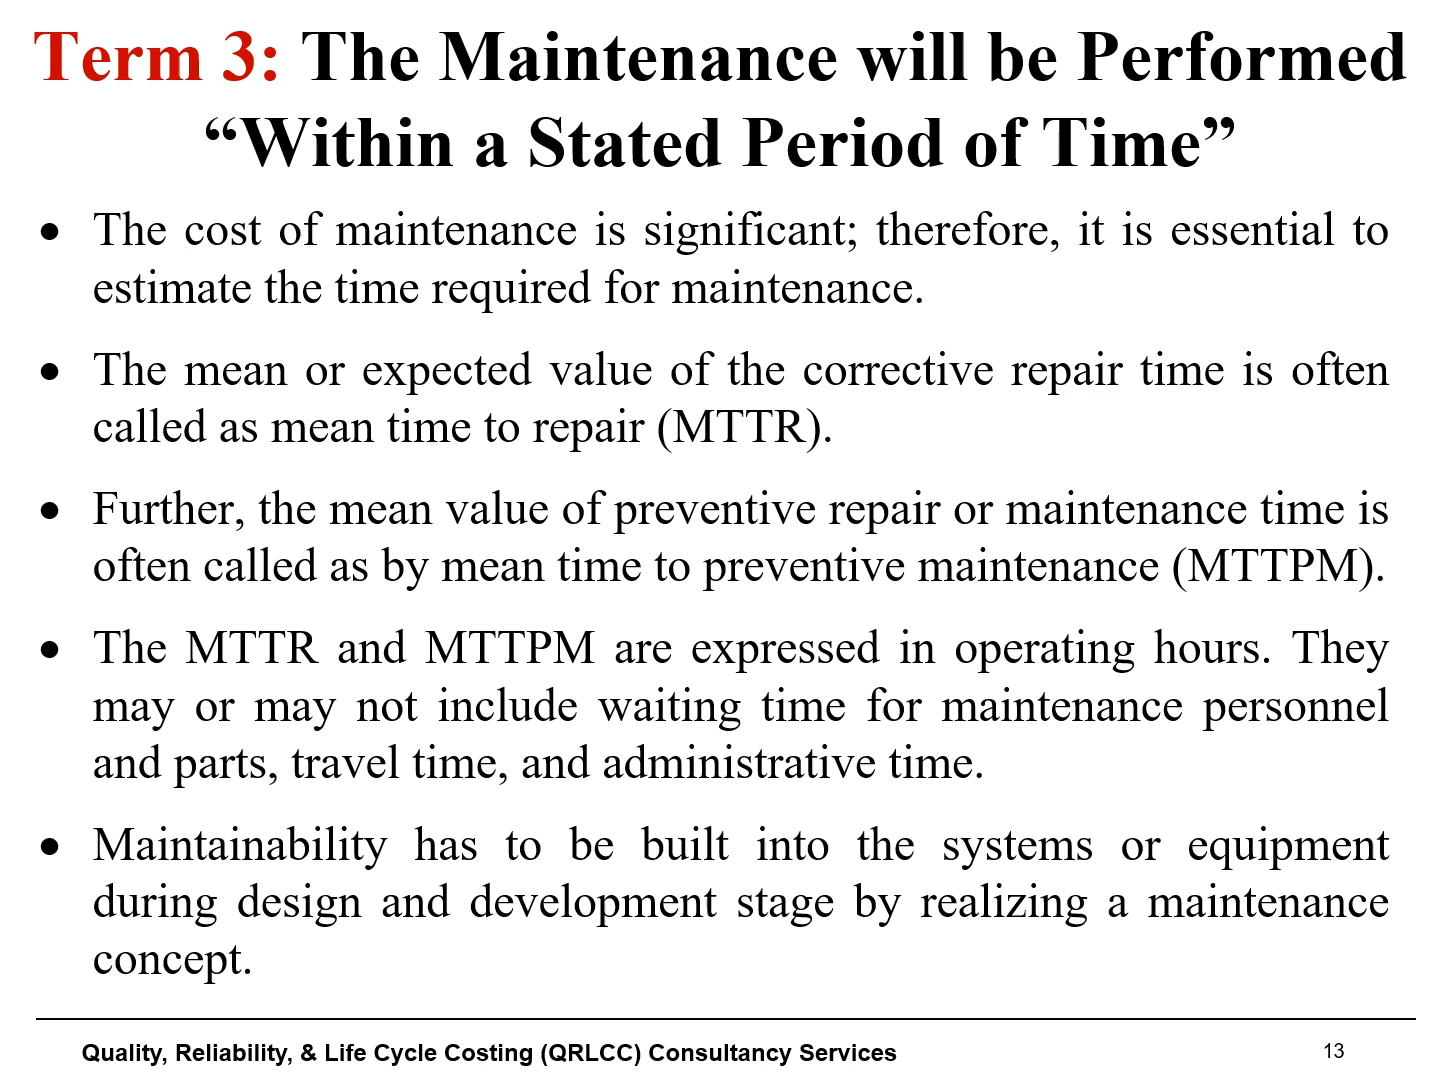 Term 3: The Maintenance will be Performed
“Within a Stated Period of Time”
• The cost of maintenance is significant; therefore, it is essential to
estimate the time required for maintenance.
• The mean or expected value of the corrective repair time is often
called as mean time to repair (MTTR).
• Further, the mean value of preventive repair or maintenance time is
often called as by mean time to preventive maintenance (MTTPM).
• The MTTR and MTTPM are expressed in operating hours. They
may or may not include waiting time for maintenance personnel
and parts, travel time, and administrative time.
• Maintainability has to be built into the systems or equipment
during design and development stage by realizing a maintenance
concept.
Quality, Reliability, & Life Cycle Costing (QRLCC) Consultancy Services
13